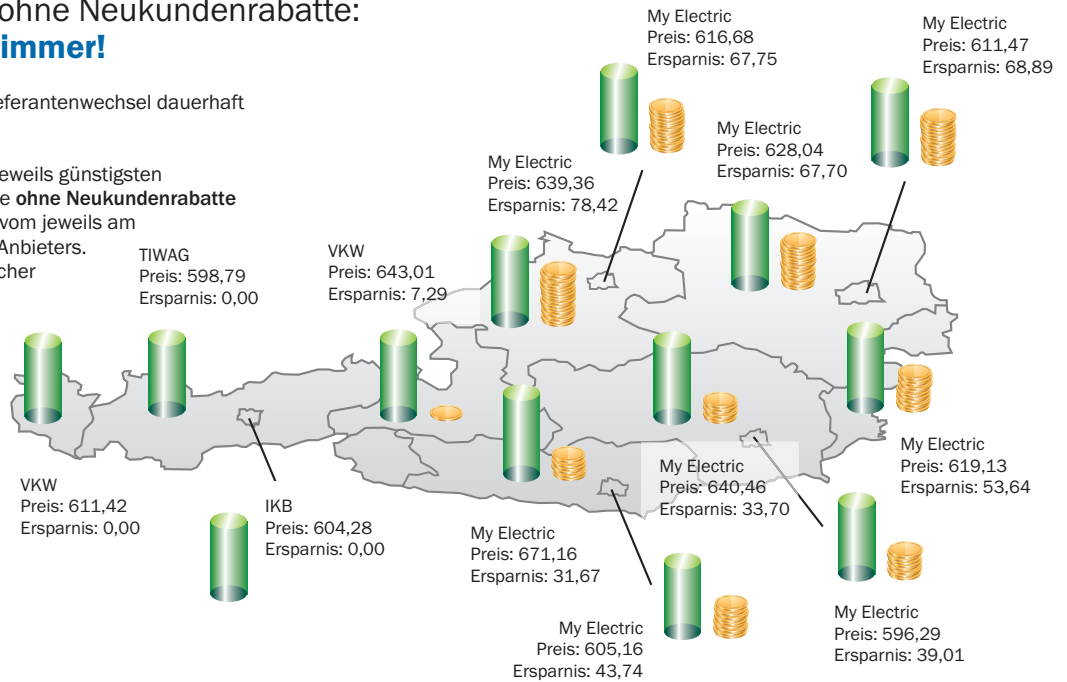 ohne Neukundenrabatte:
immer!
eferantenwechsel dauerhaft
eweils günstigsten
e ohne Neukundenrabatte
vom jeweils am
Anbieters.
cher
My Electric
Preis: 616,68
Ersparnis: 67,75
My Electric
Preis: 611,47
Ersparnis: 68,89
My Electric
Preis: 628,04
Ersparnis: 67,70
My Electric
Preis: 639,36
Ersparnis: 78,42
TIWAG
Preis: 598,79
Ersparnis: 0,00
VKW
Preis: 643,01
Ersparnis: 7,29
VKW
Preis: 611,42
Ersparnis: 0,00
IKB
Preis: 604,28
Ersparnis: 0,00
My Electric
Preis: 671,16
Ersparnis: 31,67
My Electric
Preis: 640,46
Ersparnis: 33,70
My Electric
Preis: 619,13
Ersparnis: 53,64
My Electric
Preis: 605,16
Ersparnis: 43,74
My Electric
Preis: 596,29
Ersparnis: 39,01